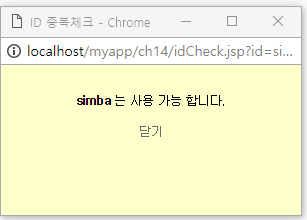 ID 중복체크 - Chrome
localhost/myapp/ch14/idCheck.jsp?id=si...
simba 는 사용 가능 합니다.
닫기